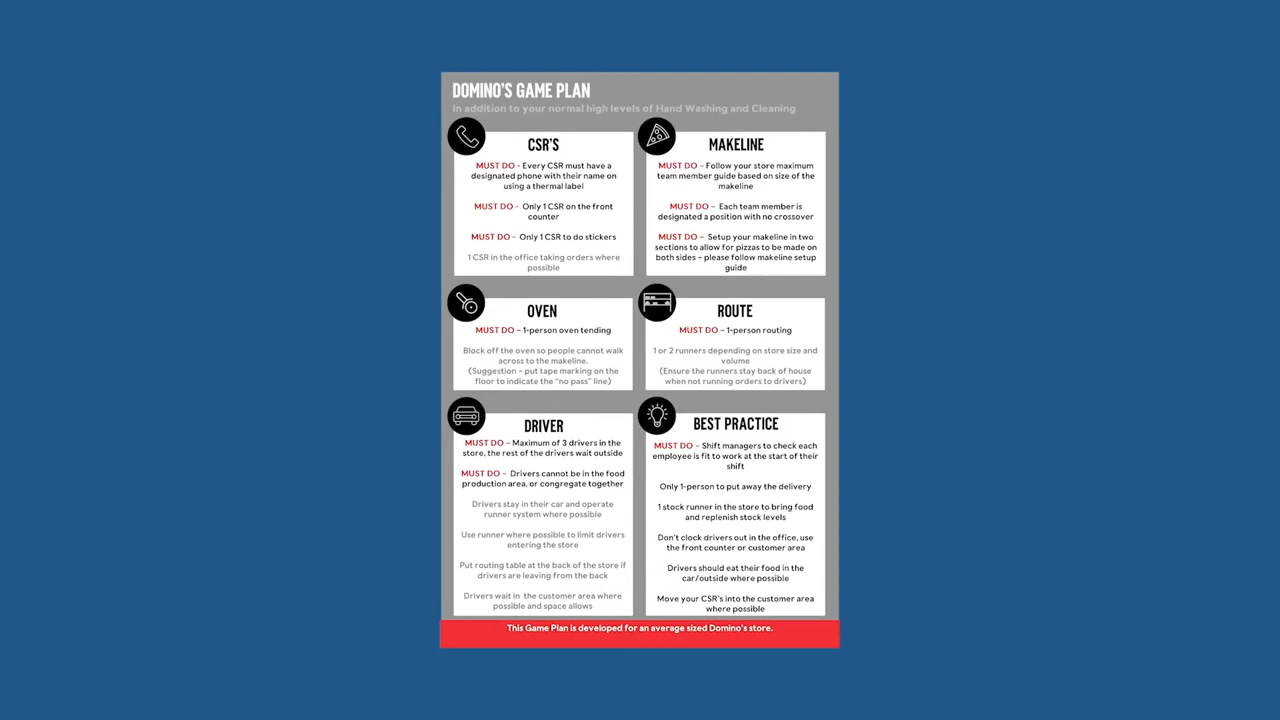 DOMINO'S GAME PLAN
In addition to your normal high levels of Hand Washing and Cleaning
CSR'S
MUST DO - Every CSR must have a
designated phone with their name on
using a thermal label
MUST DO - Only 1 CSR on the front
counter
MUST DO - Only 1 CSR to do stickers
1 CSR in the office taking orders where
possible
MAKELINE
MUST DO – Follow your store maximum
team member guide based on size of the
makeline
MUST DO – Each team member is
designated a position with no crossover
MUST DO – Setup your makeline in two
sections to allow for pizzas to be made on
both sides – please follow makeline setup
guide
OVEN
MUST DO – 1-person oven tending
Block off the oven so people cannot walk
across to the makeline.
(Suggestion – put tape marking on the
floor to indicate the “no pass” line)
ROUTE
MUST DO – 1-person routing
1 or 2 runners depending on store size and
volume
(Ensure the runners stay back of house
when not running orders to drivers)
DRIVER
MUST DO – Maximum of 3 drivers in the
store, the rest of the drivers wait outside
MUST DO – Drivers cannot be in the food
production area, or congregate together
Drivers stay in their car and operate
runner system where possible
Use runner where possible to limit drivers
entering the store
Put routing table at the back of the store if
drivers are leaving from the back
Drivers wait in the customer area where
possible and space allows
BEST PRACTICE
MUST DO – Shift managers to check each
employee is fit to work at the start of their
shift
Only 1-person to put away the delivery
1 stock runner in the store to bring food
and replenish stock levels
Don't clock drivers out in the office, use
the front counter or customer area
Drivers should eat their food in the
car/outside where possible
Move your CSR's into the customer area
where possible
This Game Plan is developed for an average sized Domino's store.